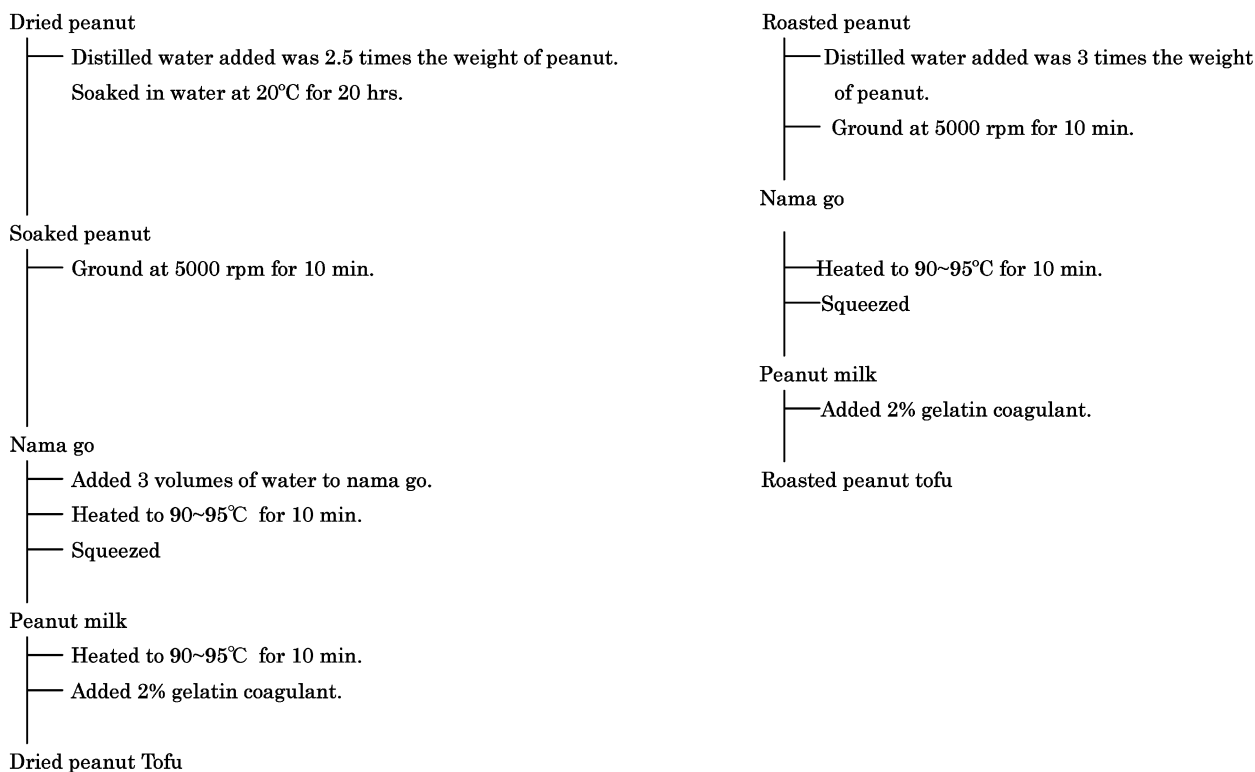 Dried peanut
Distilled water added was 2.5 times the weight of peanut.
Soaked in water at 20℃ for 20 hrs.
Soaked peanut
Ground at 5000 rpm for 10 min.
Nama go
Added 3 volumes of water to nama go.
Heated to 90~95℃ for 10 min.
Squeezed
Peanut milk
Heated to 90~95℃ for 10 min.
Added 2% gelatin coagulant.
Dried peanut Tofu
Roasted peanut
Distilled water added was 3 times the weight
of peanut.
Ground at 5000 rpm for 10 min.
Nama go
Heated to 90~95℃ for 10 min.
Squeezed
Peanut milk
Added 2% gelatin coagulant.
Roasted peanut tofu